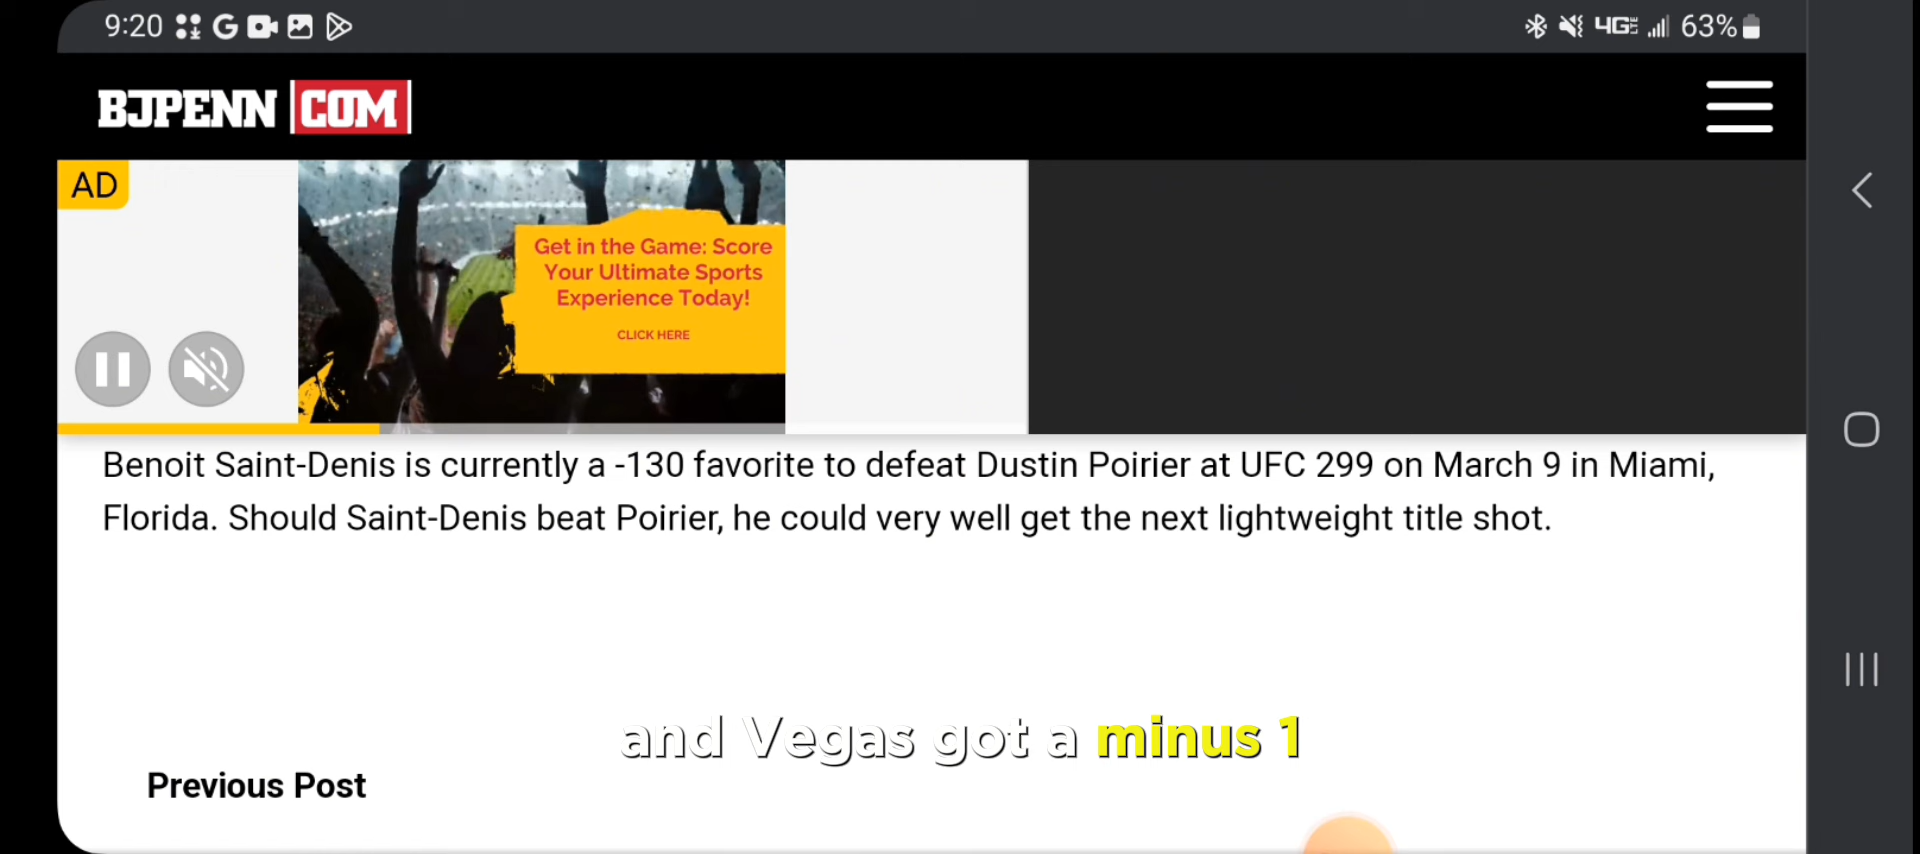 9:20
4G LTE 63%
BJPENN COM
AD
Get in the Game: Score
Your Ultimate Sports
Experience Today!
CLICK HERE
Benoit Saint-Denis is currently a -130 favorite to defeat Dustin Poirier at UFC 299 on March 9 in Miami,
Florida. Should Saint-Denis beat Poirier, he could very well get the next lightweight title shot.
and Vegas got a minus 1
Previous Post